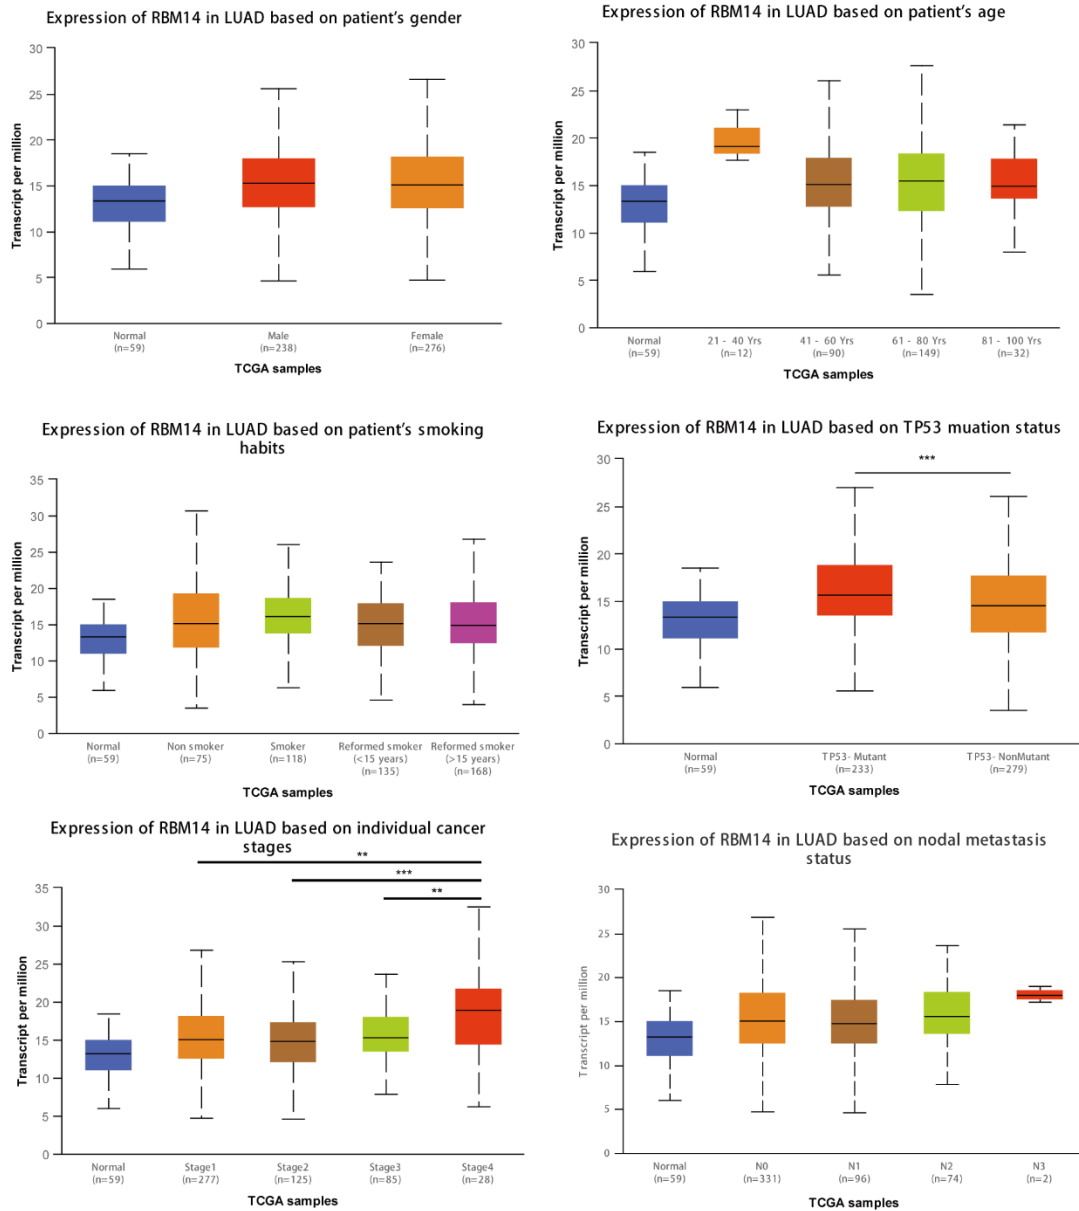 Expression of RBM14 in LUAD based on patient's gender
30
25
20
15
10
5
0
Transcript per million
Normal
(n=59)
Male
(n=238)
Female
(n=276)
TCGA samples
Expression of RBM14 in LUAD based on patient's age
30
25
20
15
10
5
0
Transcript per million
Normal
(n=59)
21 - 40 Yrs
(n=12)
41 - 60 Yrs
(n=90)
61 - 80 Yrs
(n=149)
81 - 100 Yrs
(n=32)
TCGA samples
Expression of RBM14 in LUAD based on patient's smoking
habits
35
30
25
20
15
10
5
0
Transcript per million
Normal
(n=59)
Non smoker
(n=75)
Smoker
(n=118)
Reformed smoker
(<15 years)
(n=135)
Reformed smoker
(>15 years)
(n=168)
TCGA samples
Expression of RBM14 in LUAD based on TP53 muation status
***
30
25
20
15
10
5
0
Transcript per million
Normal
(n=59)
TP53- Mutant
(n=233)
TP53- NonMutant
(n=279)
TCGA samples
Expression of RBM14 in LUAD based on individual cancer
stages
**
***
**
35
30
25
20
15
10
5
0
Transcript per million
Normal
(n=59)
Stage1
(n=277)
Stage2
(n=125)
Stage3
(n=85)
Stage4
(n=28)
TCGA samples
Expression of RBM14 in LUAD based on nodal metastasis
status
30
25
20
15
10
5
0
Transcript per million
Normal
(n=59)
N0
(n=331)
N1
(n=96)
N2
(n=74)
N3
(n=2)
TCGA samples